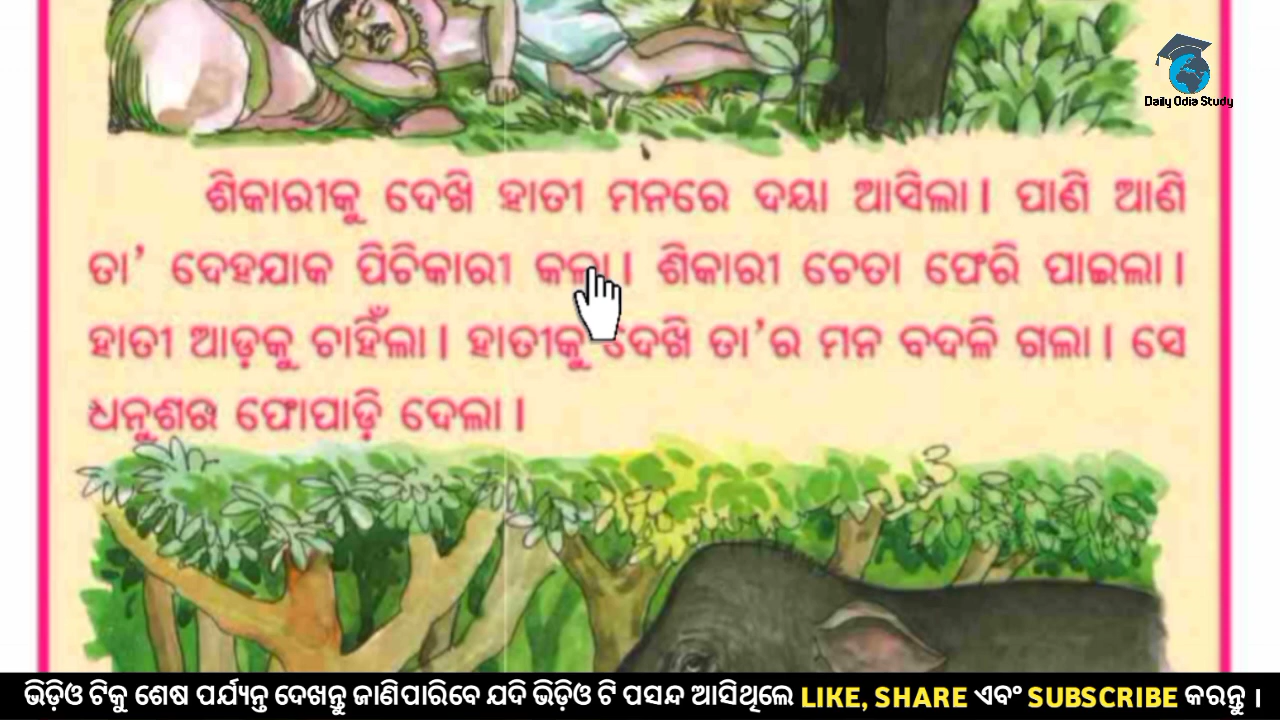 Daily Odia Study
ଶିକାରୀକୁ ଦେଖି ହାତୀ ମନରେ ଦୟା ଆସିଲା। ପାଣି ଆଣି
ତା’ ଦେହଯାକ ପିଚିକାରୀ କଲା। ଶିକାରୀ ଚେତା ଫେରି ପାଇଲା।
ହାତୀ ଆଡ଼କୁ ଚାହିଁଲା। ହାତୀକୁ ଦେଖି ତା’ର ମନ ବଦଳି ଗଲା। ସେ
ଧନୁଶର ଫୋପାଡ଼ି ଦେଲା।
ଭିଡ଼ିଓ ଟିକୁ ଶେଷ ପର୍ଯ୍ୟନ୍ତ ଦେଖନ୍ତୁ ଜାଣିପାରିବେ ଯଦି ଭିଡ଼ିଓ ଟି ପସନ୍ଦ ଆସିଥିଲେ LIKE, SHARE ଏବଂ SUBSCRIBE କରନ୍ତୁ ।